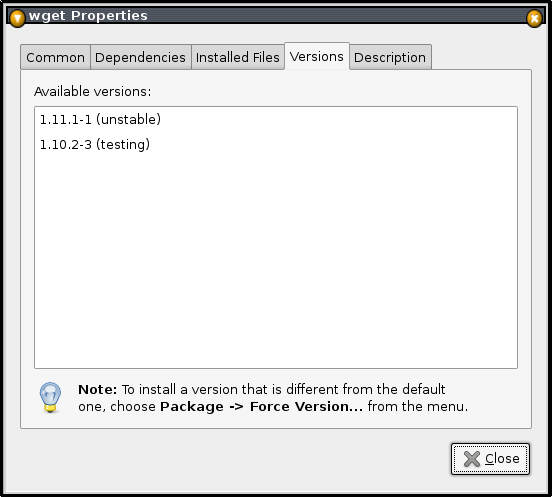 wget Properties
Common Dependencies Installed Files Versions Description
Available versions:
1.11.1-1 (unstable)
1.10.2-3 (testing)
Note: To install a version that is different from the default
one, choose Package -> Force Version... from the menu.
Close